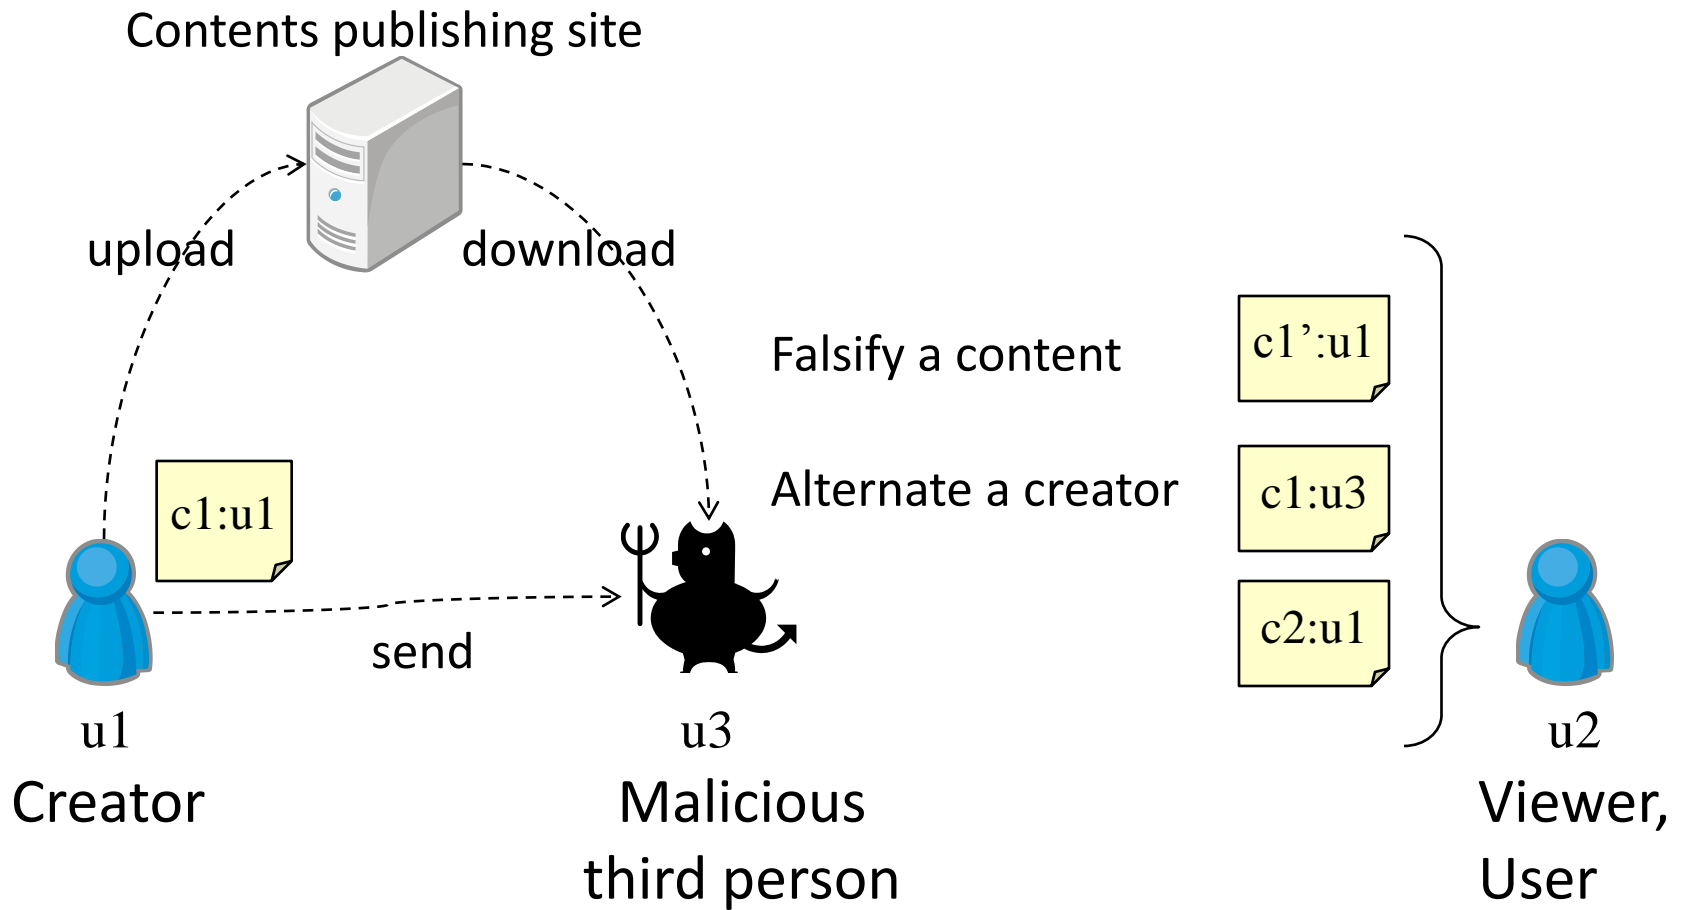 Contents publishing site
upload
download
Falsify a content
c1’:u1
Alternate a creator
c1:u3
c1:u1
c2:u1
send
u1
u3
u2
Creator
Malicious
third person
Viewer,
User